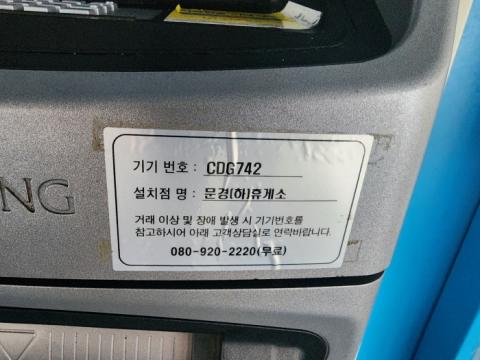 NG
기기 번호 : CDG742
설치점 명 : 문경(하)휴게소
거래 이상 및 장애 발생 시 기기번호를
참고하시어 아래 고객상담실로 연락바랍니다.
080-920-2220(무료)